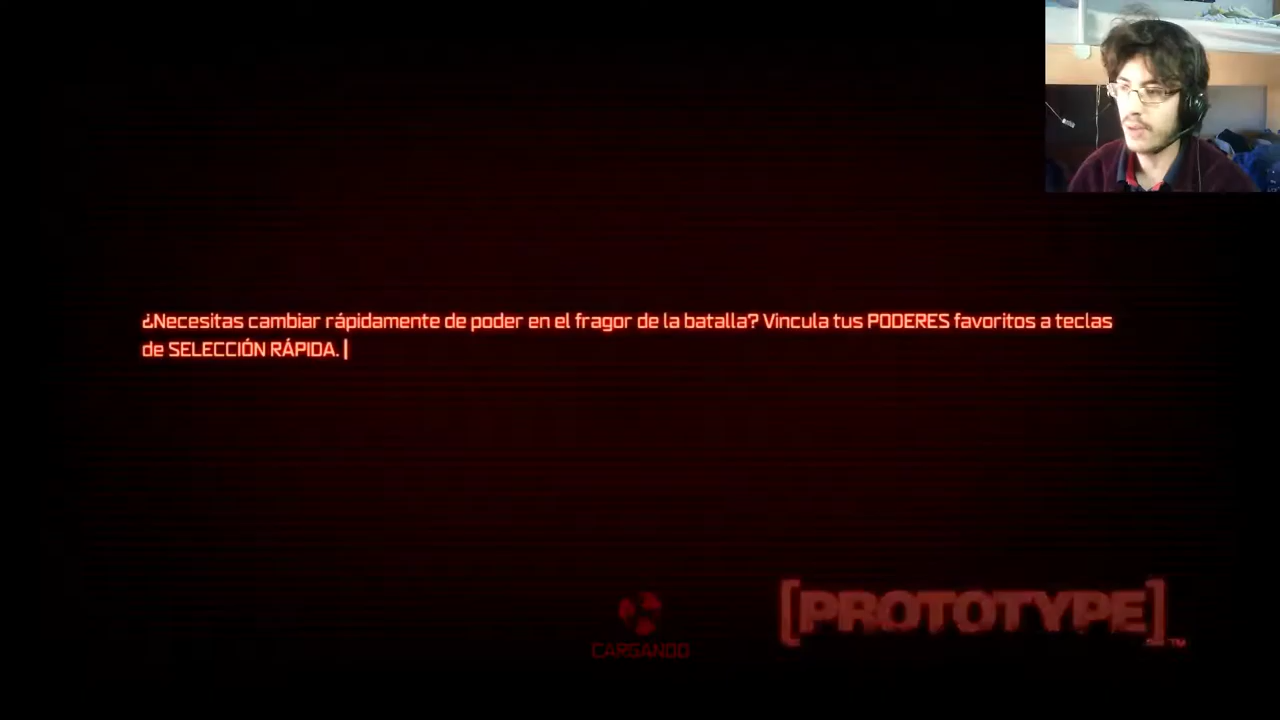 ¿Necesitas cambiar rápidamente de poder en el fragor de la batalla? Vincula tus PODERES favoritos a teclas
de SELECCIÓN RÁPIDA.
[PROTOTYPE]™
CARGANDO